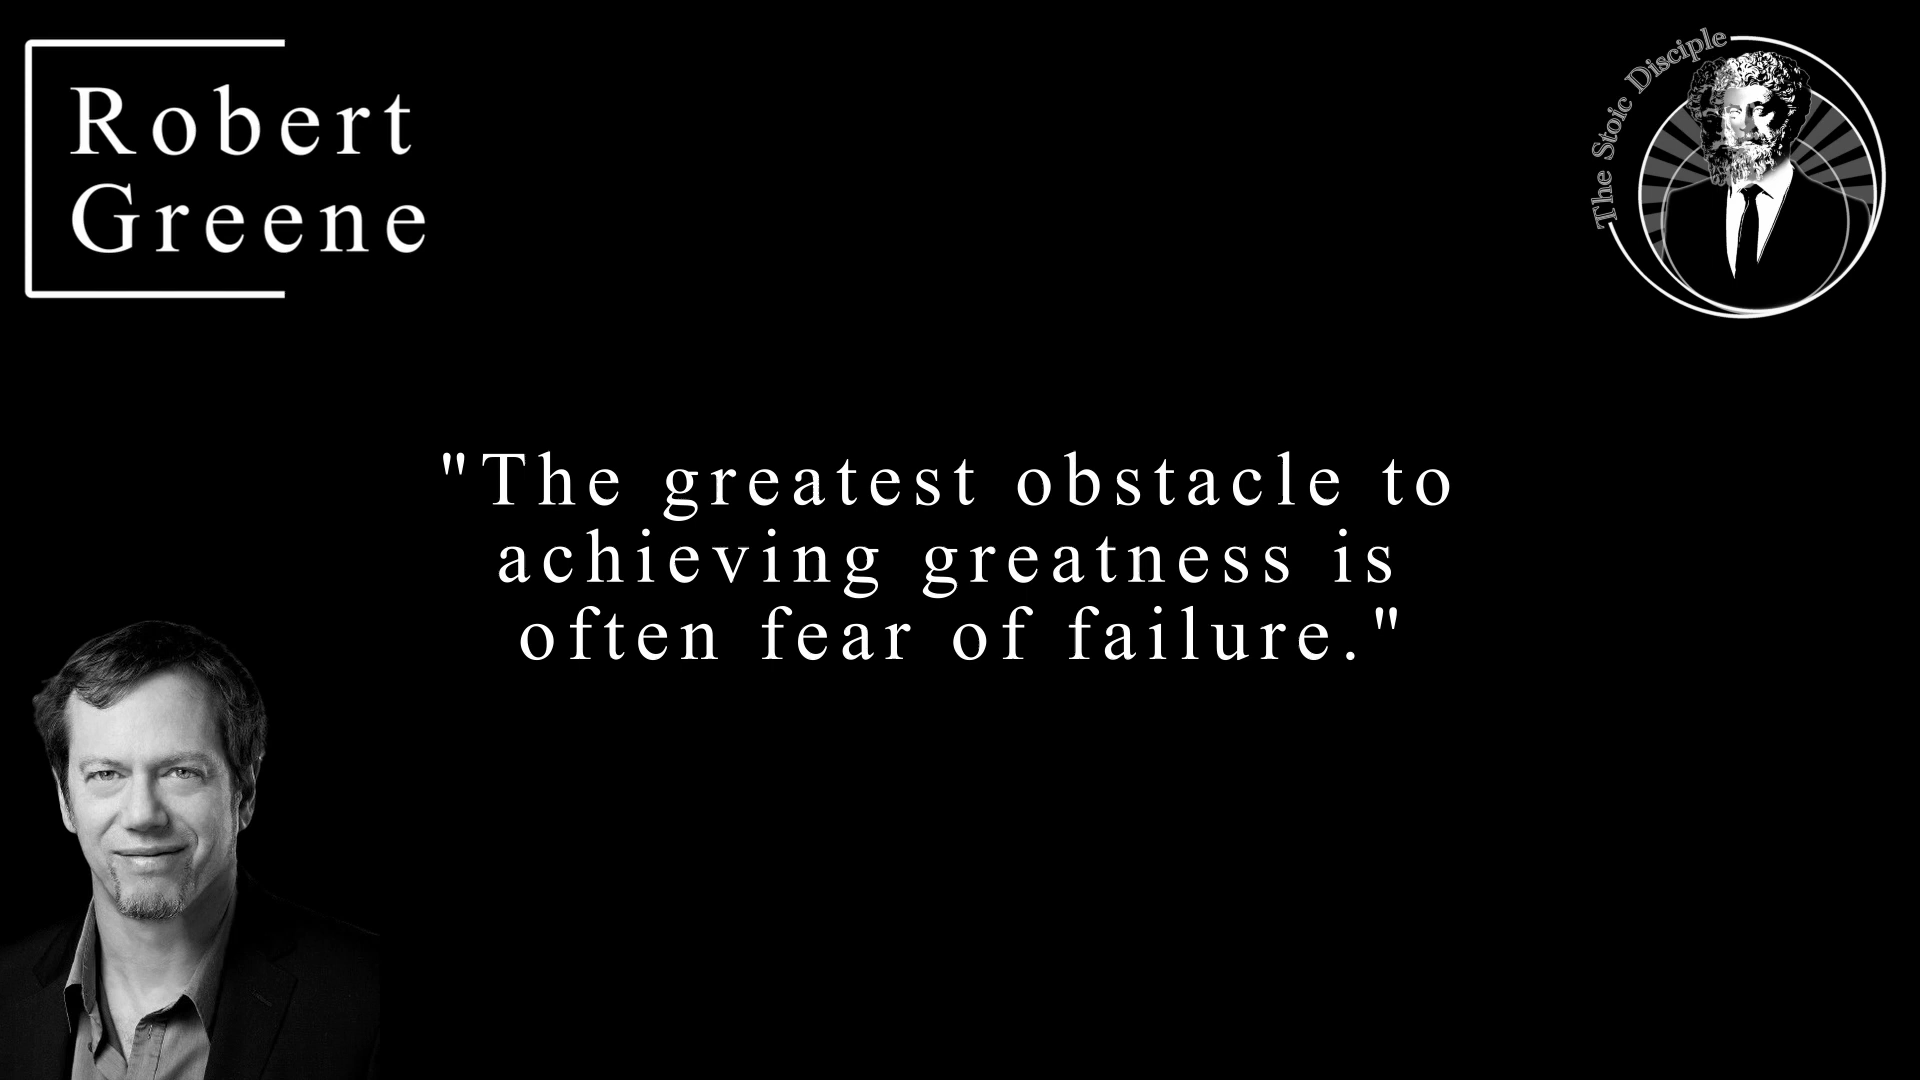 Robert
Greene
The Stoic Disciple
"The greatest obstacle to
achieving greatness is
often fear of failure."